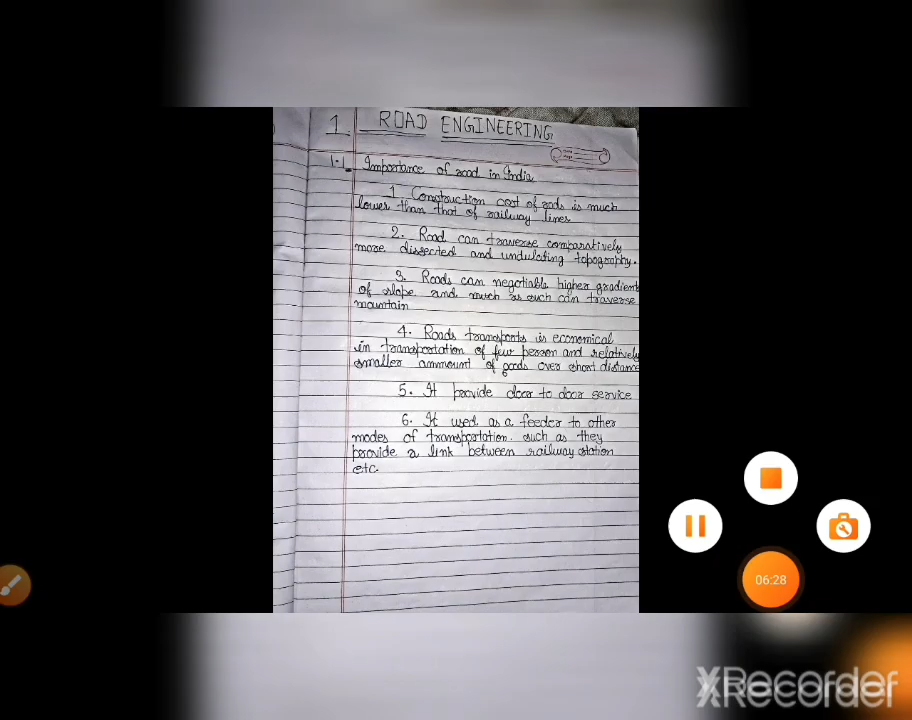 1. ROAD ENGINEERING
1.1 Importance of road in India
1 Construction cost of rods is much
lower than that of railway lines
2. Road can traverse comparatively
more dissected and undulating topography.
3. Roads can negotiable higher gradient
of slope and much as such can traverse
mountain
4. Roads transports is economical
in transportation of few person and relatively
smaller ammount of goods over short distance
5. It provide door to door service
6. It used as a feeder to other
modes of transportation. such as they
provide a link between railway station
etc.
06:28
XRecorder